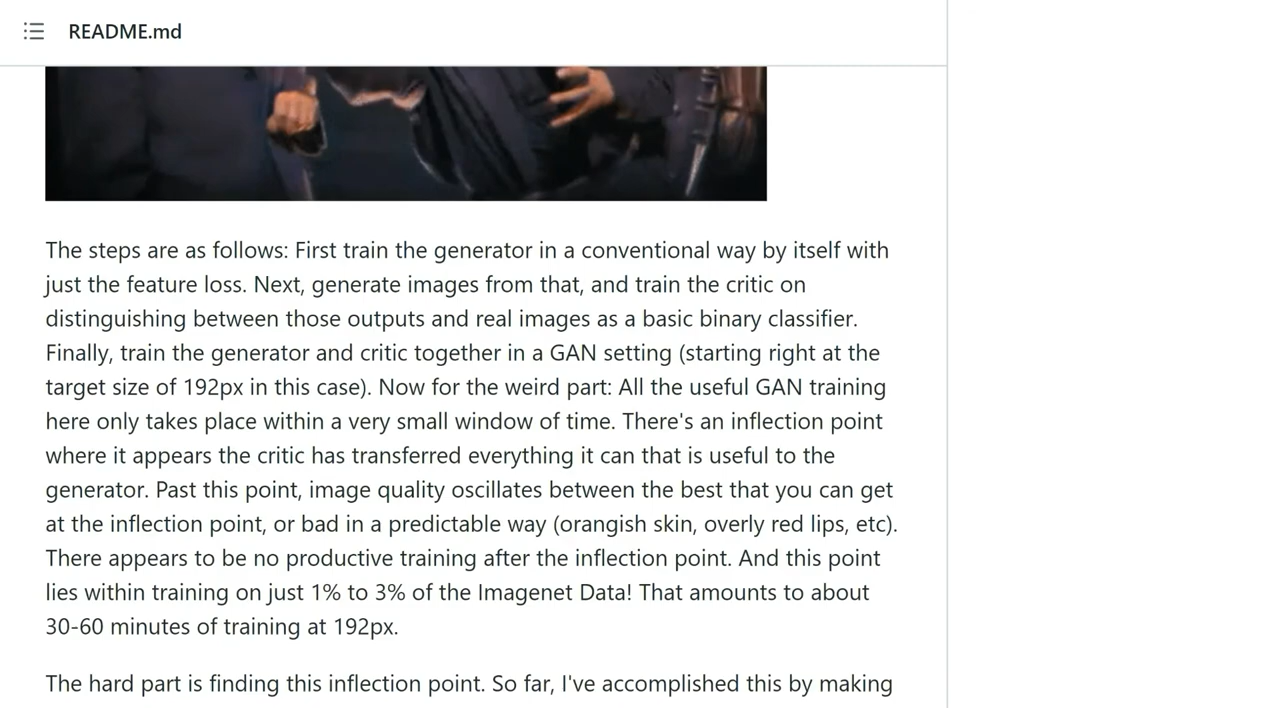 README.md
The steps are as follows: First train the generator in a conventional way by itself with
just the feature loss. Next, generate images from that, and train the critic on
distinguishing between those outputs and real images as a basic binary classifier.
Finally, train the generator and critic together in a GAN setting (starting right at the
target size of 192px in this case). Now for the weird part: All the useful GAN training
here only takes place within a very small window of time. There's an inflection point
where it appears the critic has transferred everything it can that is useful to the
generator. Past this point, image quality oscillates between the best that you can get
at the inflection point, or bad in a predictable way (orangish skin, overly red lips, etc).
There appears to be no productive training after the inflection point. And this point
lies within training on just 1% to 3% of the Imagenet Data! That amounts to about
30-60 minutes of training at 192px.
The hard part is finding this inflection point. So far, I've accomplished this by making